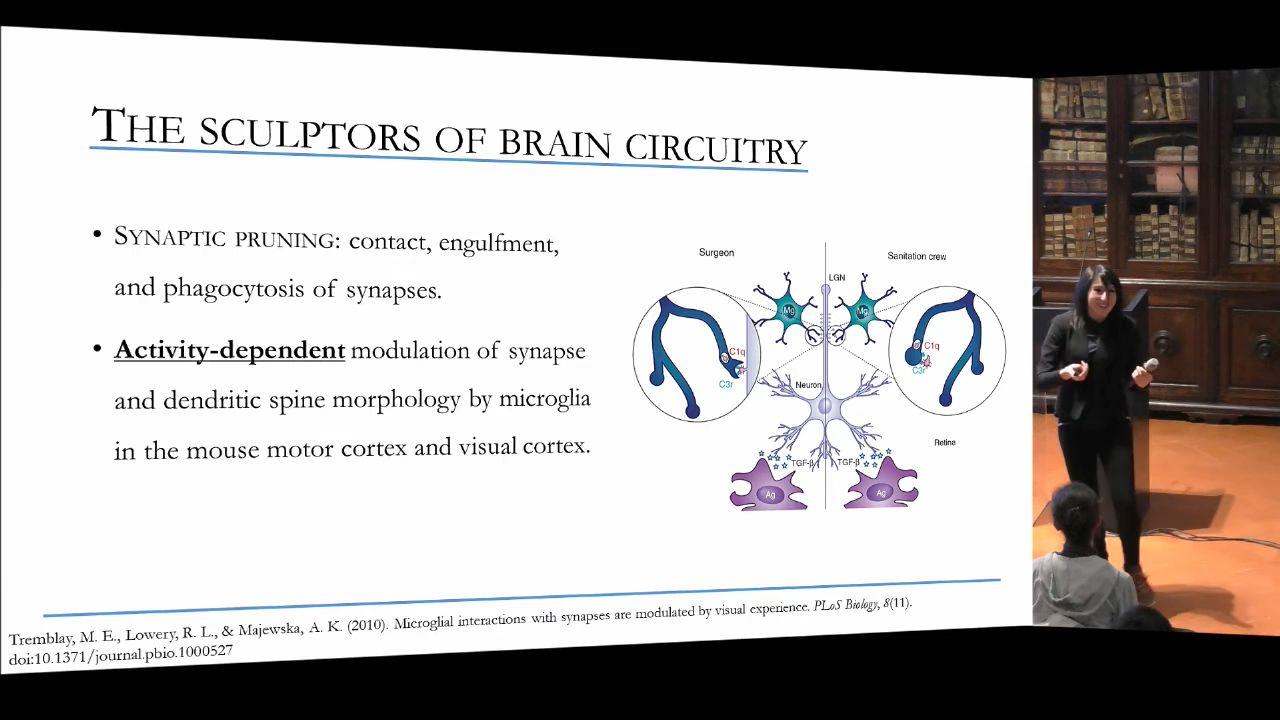 THE SCULPTORS OF BRAIN CIRCUITRY
• SYNAPTIC PRUNING: contact, engulfment,
and phagocytosis of synapses.
• Activity-dependent modulation of synapse
and dendritic spine morphology by microglia
in the mouse motor cortex and visual cortex.
Surgeon
Sanitation crew
LGN
Mg
Mg
C1q
C3r
C1q
C3r
Neuron
Retina
TGF-β
TGF-β
Ag
Ag
Tremblay, M. E., Lowery, R. L., & Majewska, A. K. (2010). Microglial interactions with synapses are modulated by visual experience. PLoS Biology, 8(11).
doi:10.1371/journal.pbio.1000527